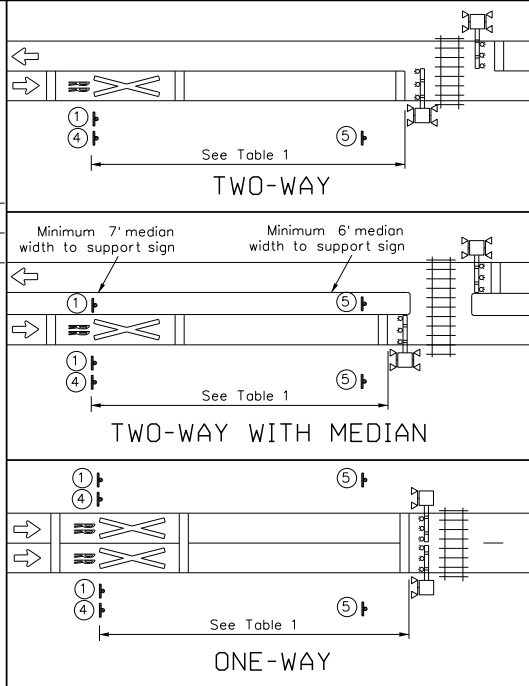 1
4
5
See Table 1
TWO-WAY
Minimum 7' median
width to support sign
Minimum 6' median
width to support sign
1
5
1
4
5
See Table 1
TWO-WAY WITH MEDIAN
1
4
5
1
4
5
See Table 1
ONE-WAY